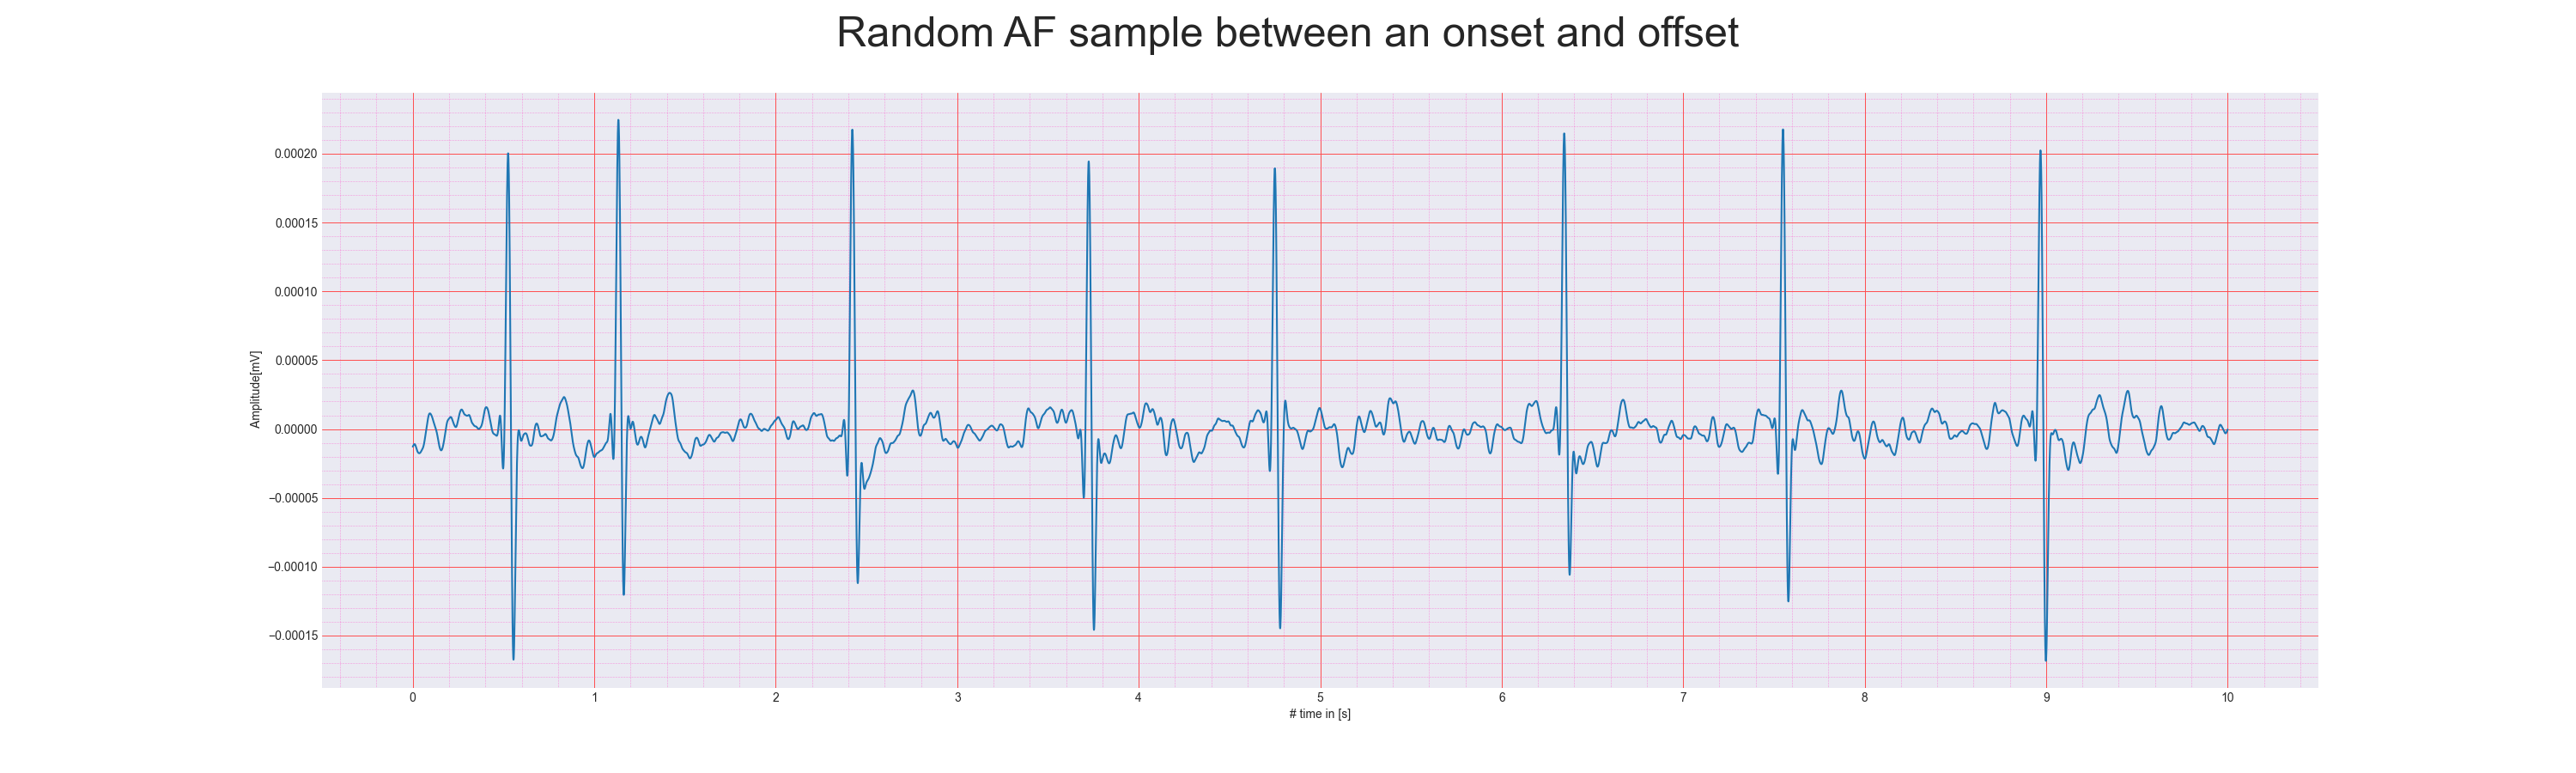 Random AF sample between an onset and offset
0.00020
0.00015
0.00010
0.00005
0.00000
−0.00005
−0.00010
−0.00015
Amplitude[mV]
0 1 2 3 4 5 6 7 8 9 10
# time in [s]